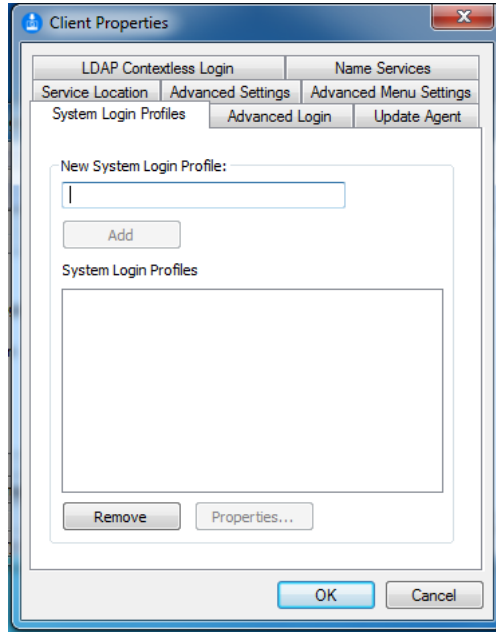 Client Properties
LDAP Contextless Login Name Services
Service Location Advanced Settings Advanced Menu Settings
System Login Profiles Advanced Login Update Agent
New System Login Profile:
Add
System Login Profiles
Remove Properties...
OK Cancel